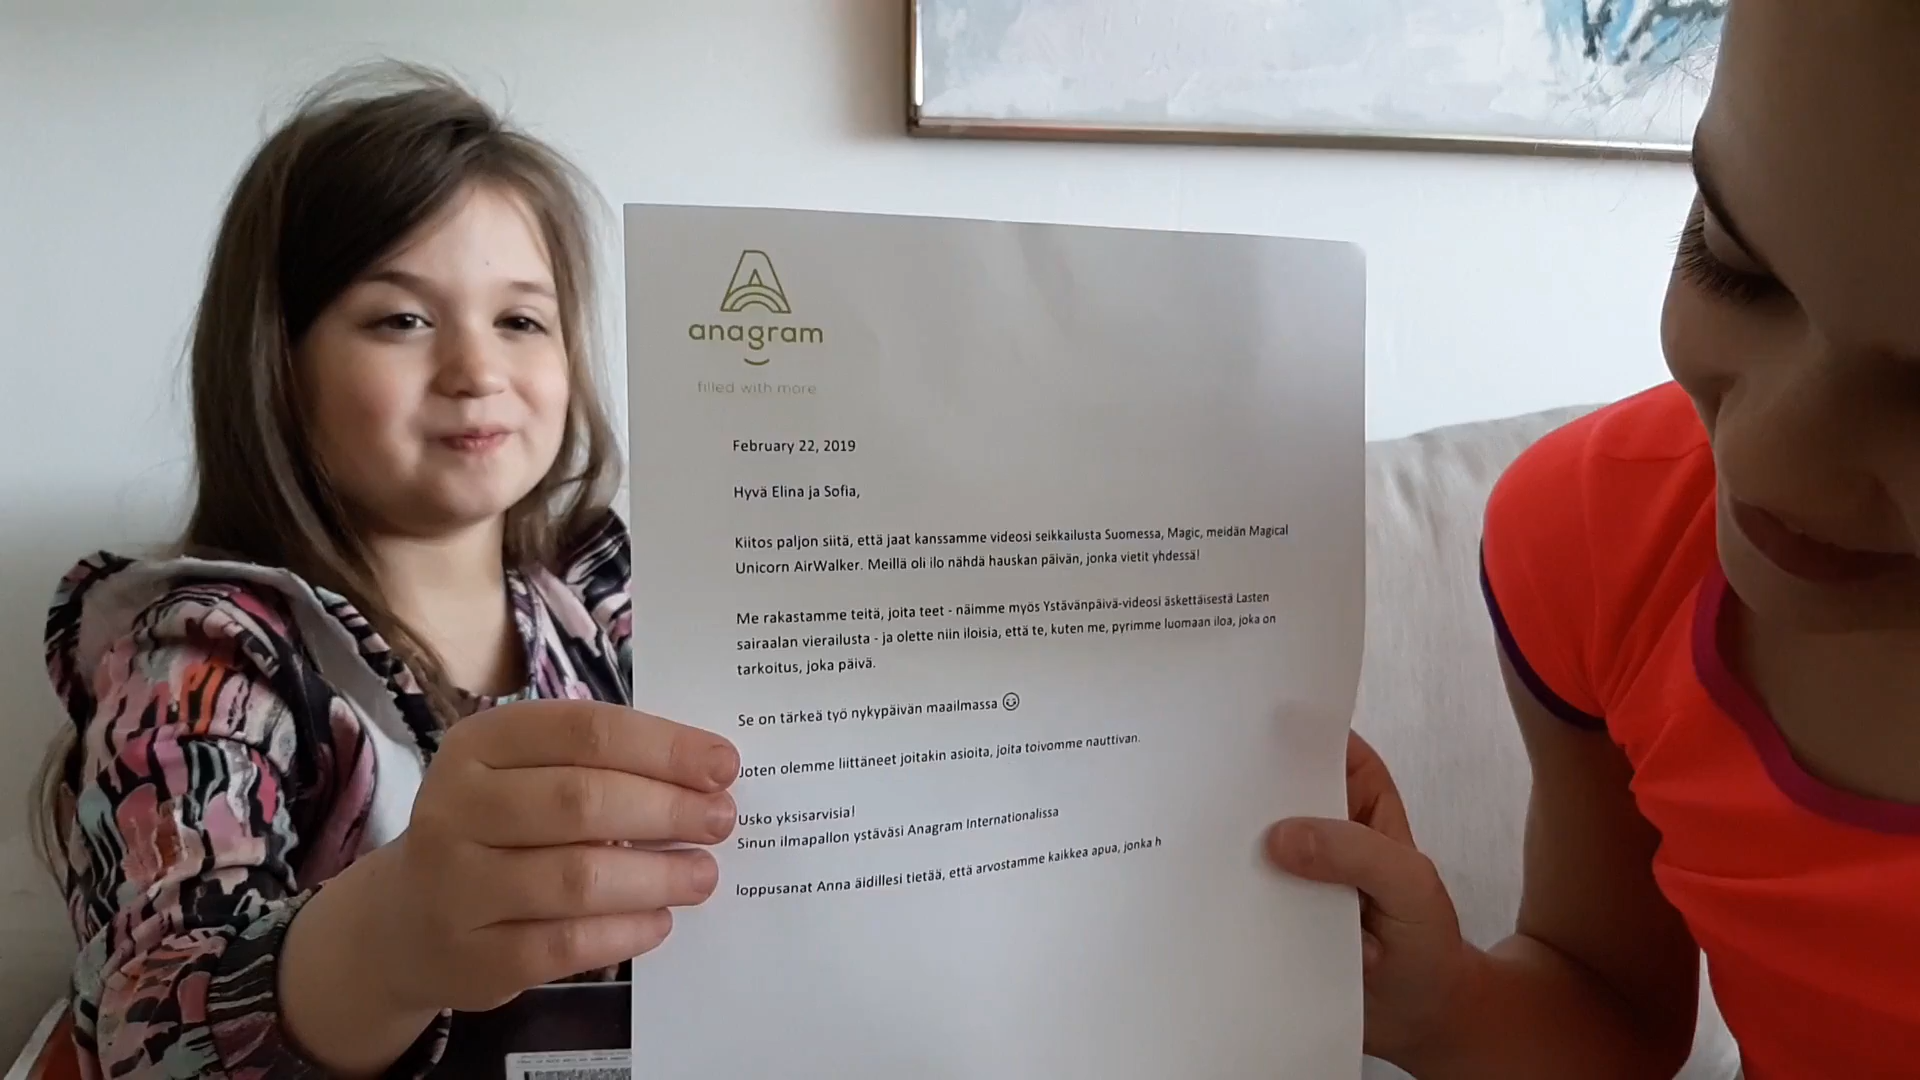 anagram
filled with more
February 22, 2019
Hyvä Elina ja Sofia,
Kiitos paljon siitä, että jaat kanssamme videosi seikkailusta Suomessa, Magic, meidän Magical
Unicorn AirWalker. Meillä oli ilo nähdä hauskan päivän, jonka vietit yhdessä!
Me rakastamme teitä, joita teet - näimme myös Ystävänpäivä-videosi äskettäisestä Lasten
sairaalan vierailusta - ja olette niin iloisia, että te, kuten me, pyrimme luomaan iloa, joka on
tarkoitus, joka päivä.
Se on tärkeä työ nykypäivän maailmassa ☺
Joten olemme liittäneet joitakin asioita, joita toivomme nauttivan.
Usko yksisarvisia!
Sinun ilmapallon ystäväsi Anagram Internationalissa
loppusanat Anna äidillesi tietää, että arvostamme kaikkea apua, jonka h